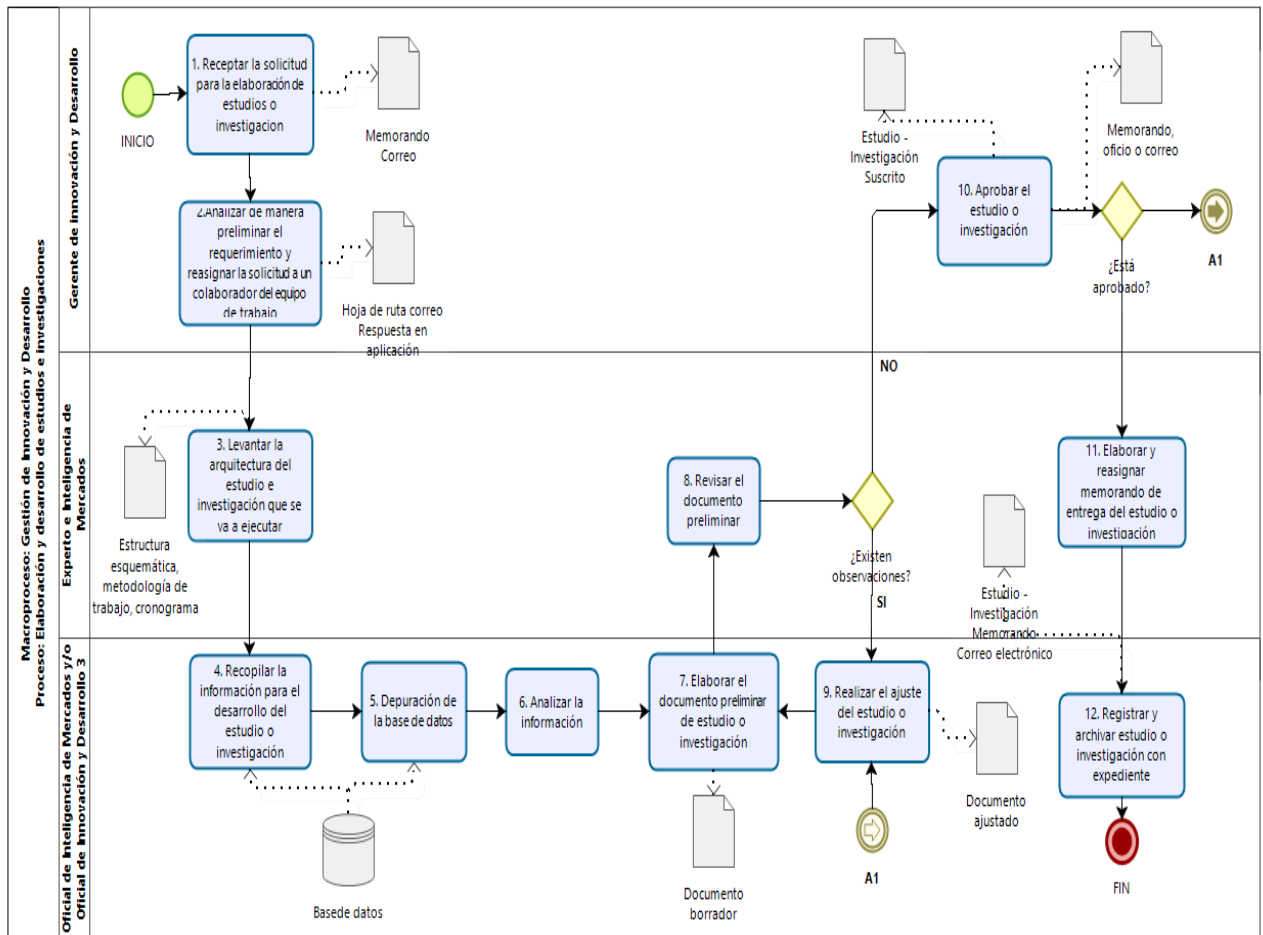 Macroproceso: Gestión de Innovación y Desarrollo
Proceso: Elaboración y desarrollo de estudios e investigaciones
Gerente de Innovación y Desarrollo
INICIO
1. Receptar la solicitud
para la elaboración de
estudios o
investigacion
Memorando
Correo
2.Analizar de manera
preliminar el
requerimiento y
reasignar la solicitud a un
colaborador del equipo
de trabajo
Hoja de ruta correo
Respuesta en
aplicación
Estudio -
Investigación
Suscrito
10. Aprobar el
estudio o
investigación
Memorando,
oficio o correo
¿Está
aprobado?
A1
Experto e Inteligencia de
Mercados
3. Levantar la
arquitectura del
estudio e
investigación que se
va a ejecutar
Estructura
esquemática,
metodología de
trabajo, cronograma
8. Revisar el
documento
preliminar
NO
¿Existen
observaciones?
SI
11. Elaborar y
reasignar
memorando de
entrega del estudio o
investigación
Estudio -
Investigación
Memorando
Correo electrónico
Oficial de Inteligencia de Mercados y/o
Oficial de Innovación y Desarrollo 3
4. Recopilar la
información para el
desarrollo del
estudio o
investigación
5. Depuración de
la base de datos
6. Analizar la
información
7. Elaborar el
documento preliminar
de estudio o
investigación
9. Realizar el ajuste
del estudio o
investigación
12. Registrar y
archivar estudio o
investigación con
expediente
Basede datos
Documento
borrador
A1
Documento
ajustado
FIN